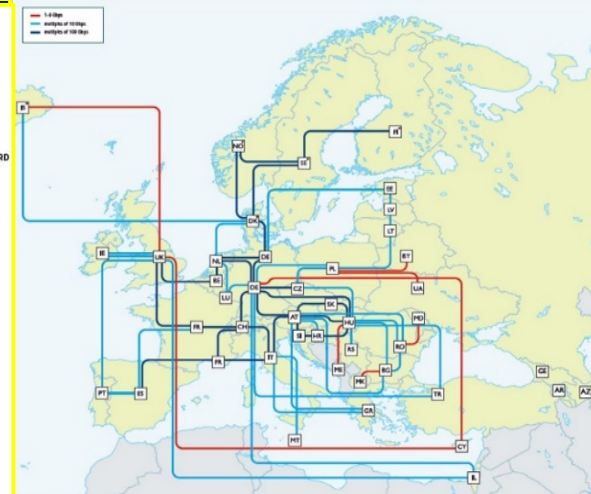 1-9 Gbps
multiples of 10 Gbps
multiples of 100 Gbps
RD
IS
NO
SE
FI
DK
EE
LV
LT
IE
UK
NL
DE
BE
LU
DE
PL
BY
UA
CZ
SK
AT
HU
MD
FR
CH
SI
HR
RS
RO
FR
IT
ME
MK
BG
PT
ES
TR
GR
MT
CY
IL
GE
AR
AZ